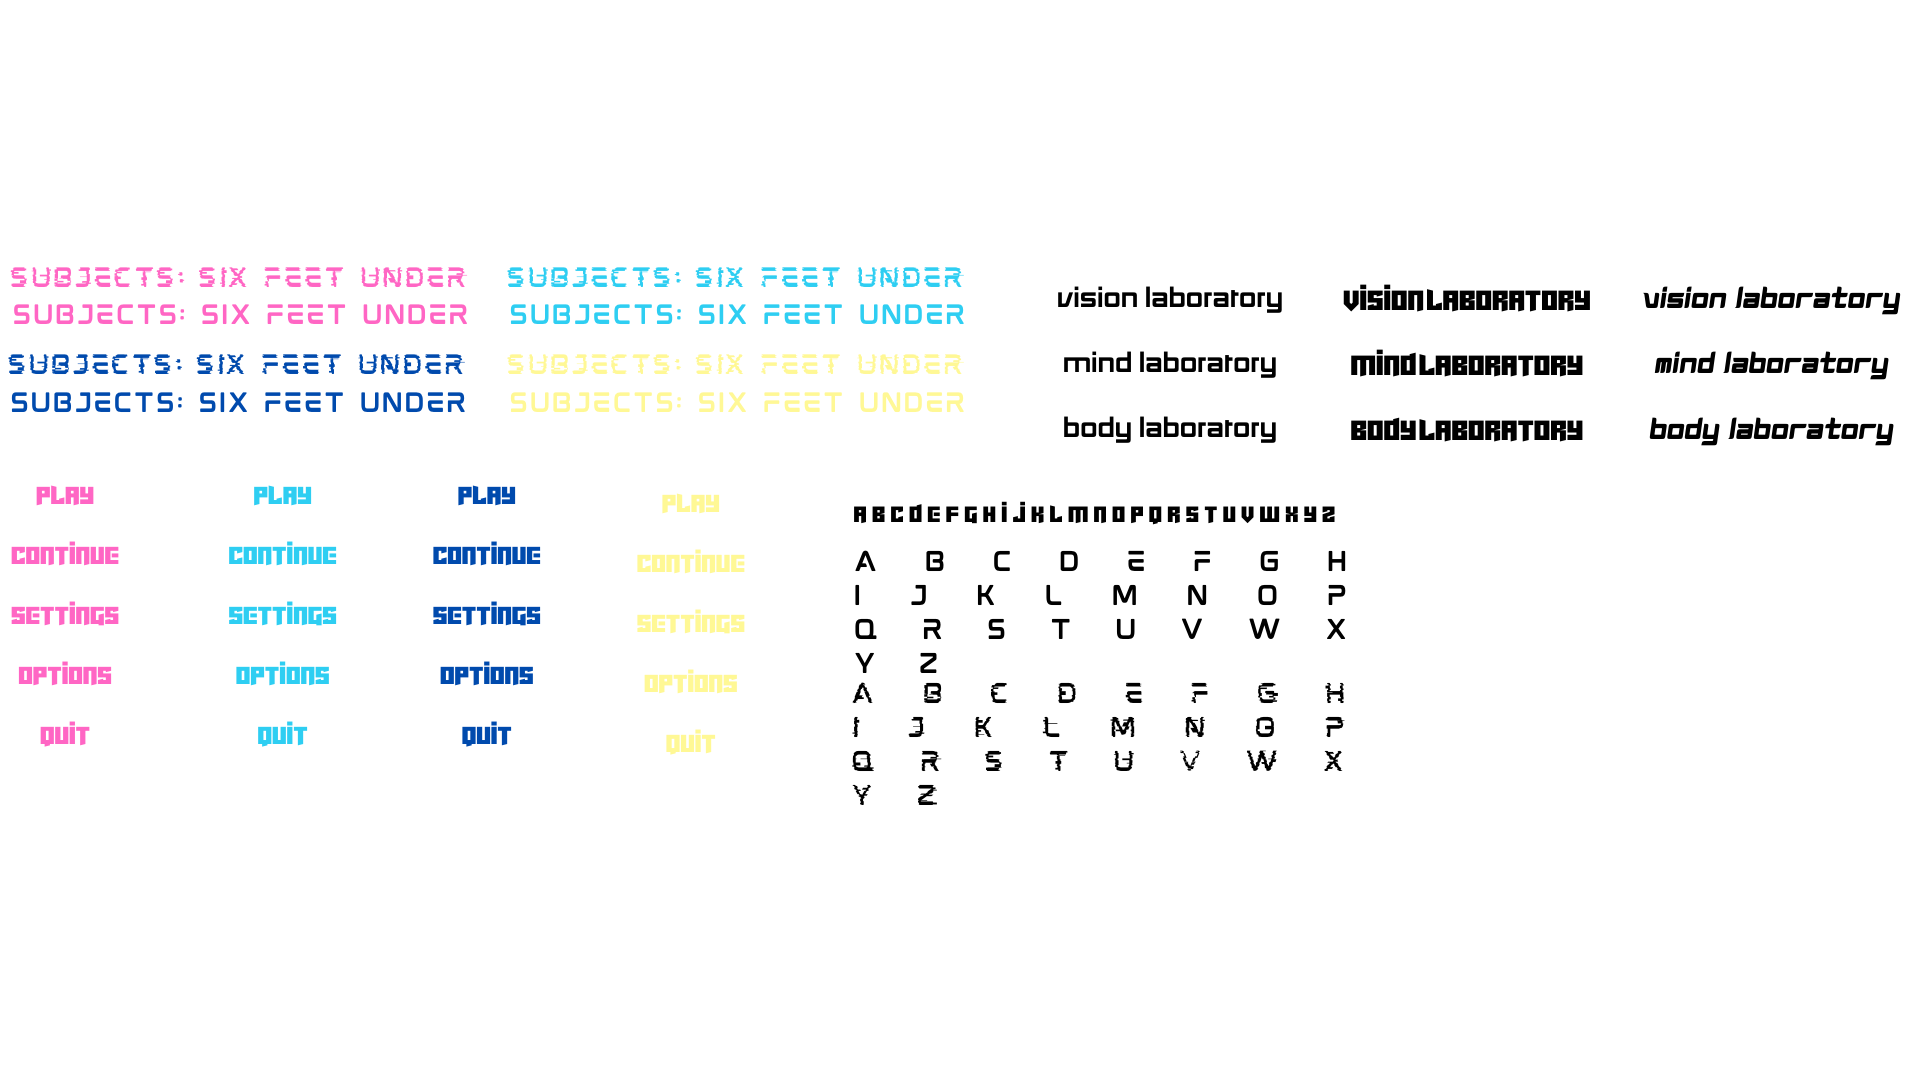 SUBJECTS: SIX FEET UNDER
SUBJECTS: SIX FEET UNDER
SUBJECTS: SIX FEET UNDER
SUBJECTS: SIX FEET UNDER
SUBJECTS: SIX FEET UNDER
SUBJECTS: SIX FEET UNDER
SUBJECTS: SIX FEET UNDER
SUBJECTS: SIX FEET UNDER
vision laboratory
VISION LABORATORY
vision laboratory
mind laboratory
MIND LABORATORY
mind laboratory
body laboratory
BODY LABORATORY
body laboratory
PLAY
CONTINUE
SETTINGS
OPTIONS
QUIT
PLAY
CONTINUE
SETTINGS
OPTIONS
QUIT
PLAY
CONTINUE
SETTINGS
OPTIONS
QUIT
PLAY
CONTINUE
SETTINGS
OPTIONS
QUIT
A B C D E F G H I J K L M N O P Q R S T U V W X Y Z
A B C D E F G H
I J K L M N O P
Q R S T U V W X
Y Z
A B C D E F G H
I J K L M N O P
Q R S T U V W X
Y Z